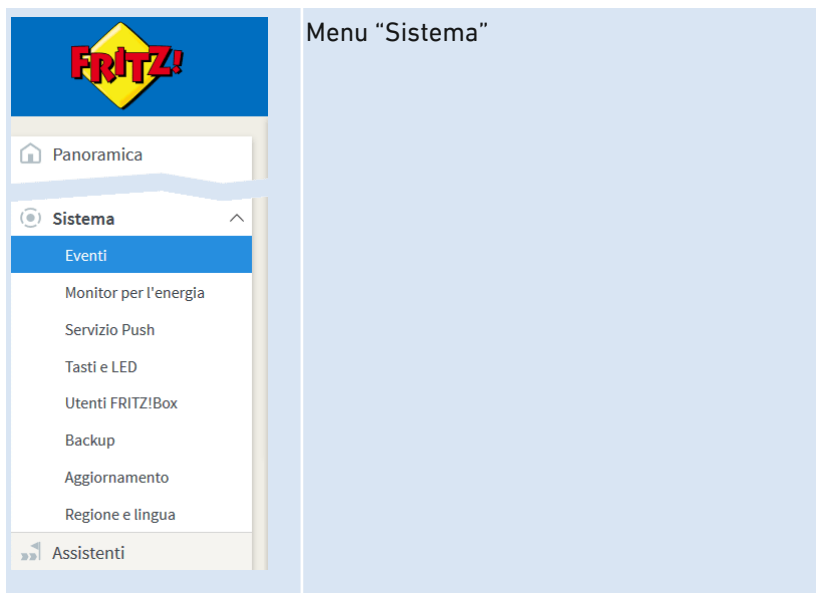 FRITZ!
Menu “Sistema”
Panoramica
Sistema
Eventi
Monitor per l'energia
Servizio Push
Tasti e LED
Utenti FRITZ!Box
Backup
Aggiornamento
Regione e lingua
Assistenti